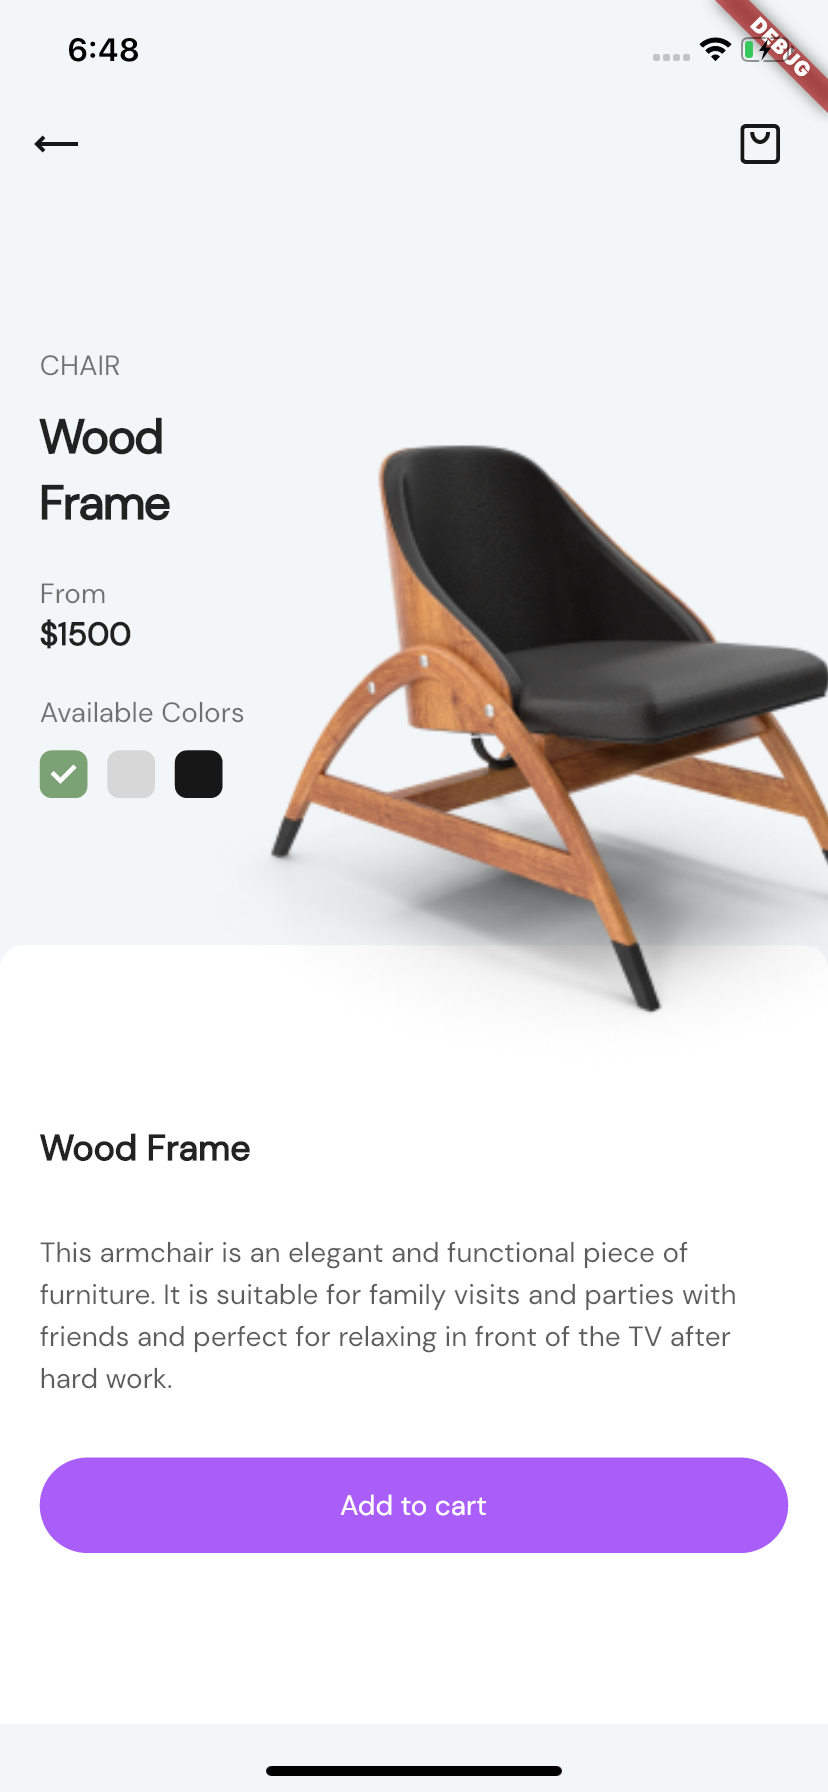 6:48
DEBUG
CHAIR
Wood
Frame
From
$1500
Available Colors
Wood Frame
This armchair is an elegant and functional piece of
furniture. It is suitable for family visits and parties with
friends and perfect for relaxing in front of the TV after
hard work.
Add to cart